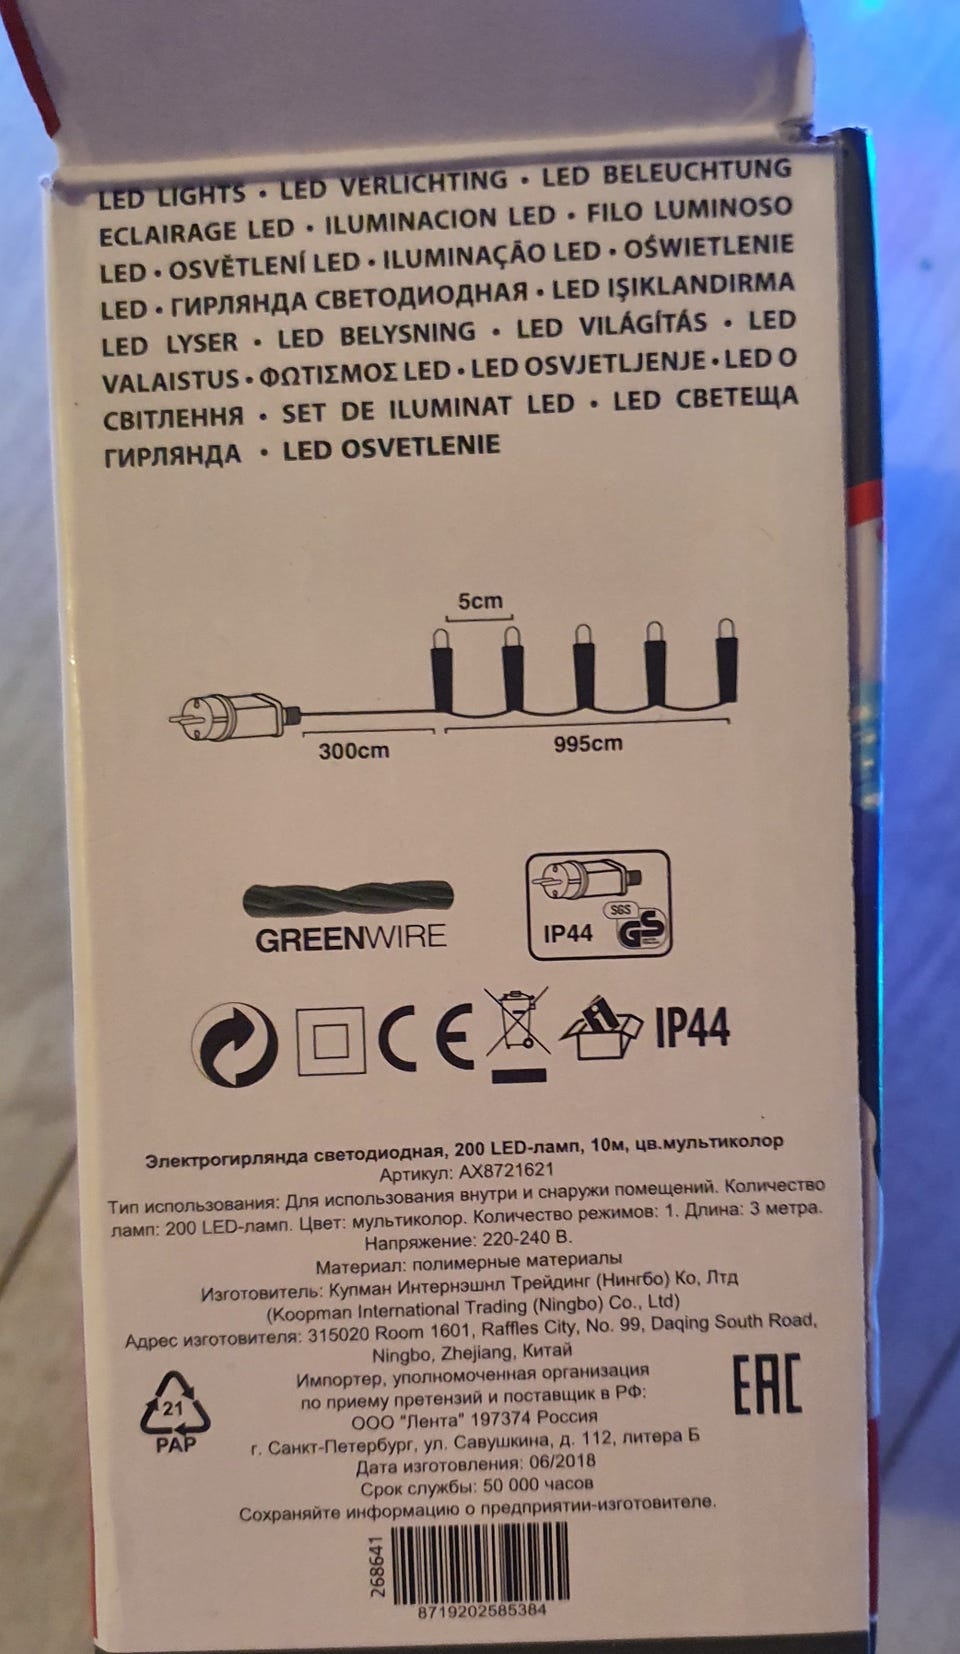 LED LIGHTS • LED VERLICHTING • LED BELEUCHTUNG
ECLAIRAGE LED • ILUMINACION LED • FILO LUMINOSO
LED • OSVĚTLENÍ LED • ILUMINAÇÃO LED • OŚWIETLENIE
LED • ГИРЛЯНДА СВЕТОДИОДНАЯ • LED IŞIKLANDIRMA
LED LYSER • LED BELYSNING • LED VILÁGÍTÁS • LED
VALAISTUS • ΦΩΤΙΣΜΟΣ LED • LED OSVJETLJENJE • LED О
СВІТЛЕННЯ • SET DE ILUMINAT LED • LED СВЕТЕЩА
ГИРЛЯНДА • LED OSVETLENIE
5cm
300cm
995cm
GREENWIRE
IP44
SGS
GS
CE
i
IP44
Электрогирлянда светодиодная, 200 LED-ламп, 10м, цв.мультиколор
Артикул: AX8721621
Тип использования: Для использования внутри и снаружи помещений. Количество
ламп: 200 LED-ламп. Цвет: мультиколор. Количество режимов: 1. Длина: 3 метра.
Напряжение: 220-240 В.
Материал: полимерные материалы
Изготовитель: Купман Интернэшнл Трейдинг (Нингбо) Ко, Лтд
(Koopman International Trading (Ningbo) Co., Ltd)
Адрес изготовителя: 315020 Room 1601, Raffles City, No. 99, Daqing South Road,
Ningbo, Zhejiang, Китай
Импортер, уполномоченная организация
по приему претензий и поставщик в РФ:
ООО "Лента" 197374 Россия
г. Санкт-Петербург, ул. Савушкина, д. 112, литера Б
Дата изготовления: 06/2018
Срок службы: 50 000 часов
Сохраняйте информацию о предприятии-изготовителе.
21
PAP
EAC
268641
8719202585384